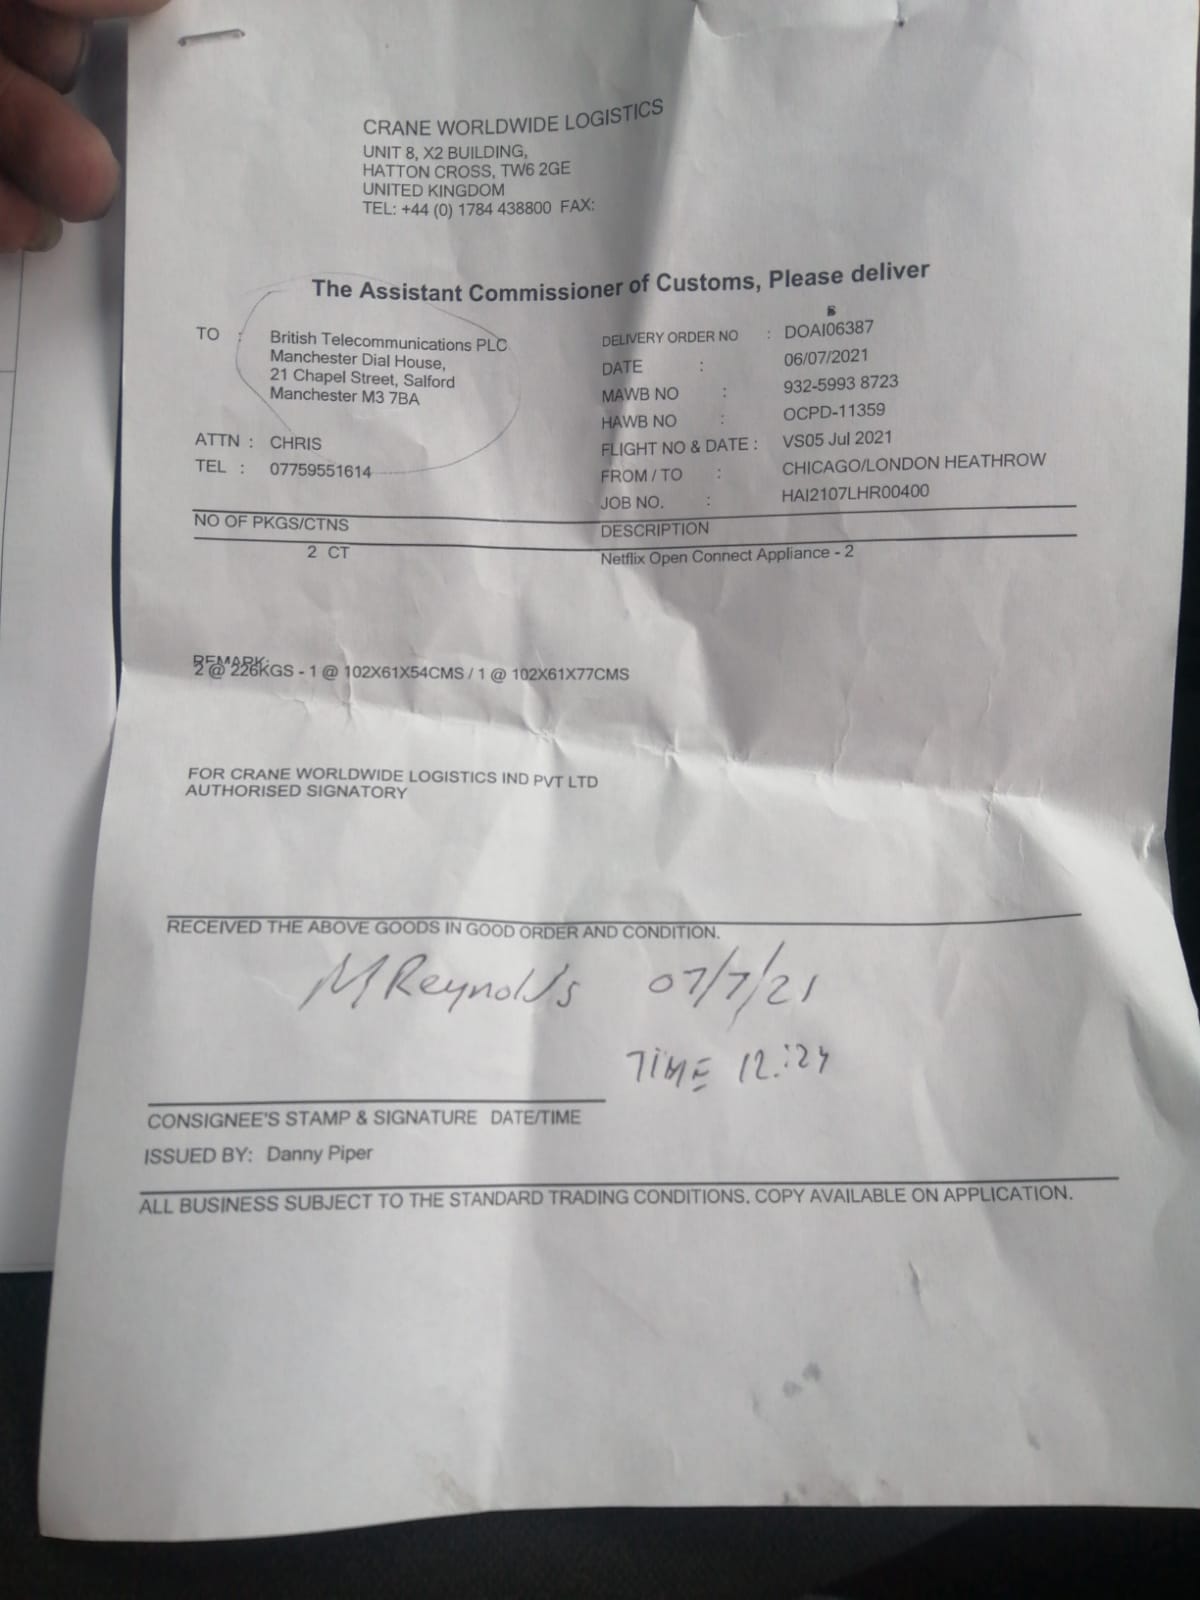 CRANE WORLDWIDE LOGISTICS
UNIT 8, X2 BUILDING,
HATTON CROSS, TW6 2GE
UNITED KINGDOM
TEL: +44 (0) 1784 438800 FAX:
The Assistant Commissioner of Customs, Please deliver
TO : British Telecommunications PLC
Manchester Dial House,
21 Chapel Street, Salford
Manchester M3 7BA
ATTN : CHRIS
TEL : 07759551614
DELIVERY ORDER NO : DOAI06387
DATE : 06/07/2021
MAWB NO : 932-5993 8723
HAWB NO : OCPD-11359
FLIGHT NO & DATE : VS05 Jul 2021
FROM / TO : CHICAGO/LONDON HEATHROW
JOB NO. : HAI2107LHR00400
NO OF PKGS/CTNS DESCRIPTION
2 CT Netflix Open Connect Appliance - 2
REMARK:
2 @ 226KGS - 1 @ 102X61X54CMS / 1 @ 102X61X77CMS
FOR CRANE WORLDWIDE LOGISTICS IND PVT LTD
AUTHORISED SIGNATORY
RECEIVED THE ABOVE GOODS IN GOOD ORDER AND CONDITION.
M Reynolds 07/7/21
TIME 12:24
CONSIGNEE'S STAMP & SIGNATURE DATE/TIME
ISSUED BY: Danny Piper
ALL BUSINESS SUBJECT TO THE STANDARD TRADING CONDITIONS. COPY AVAILABLE ON APPLICATION.